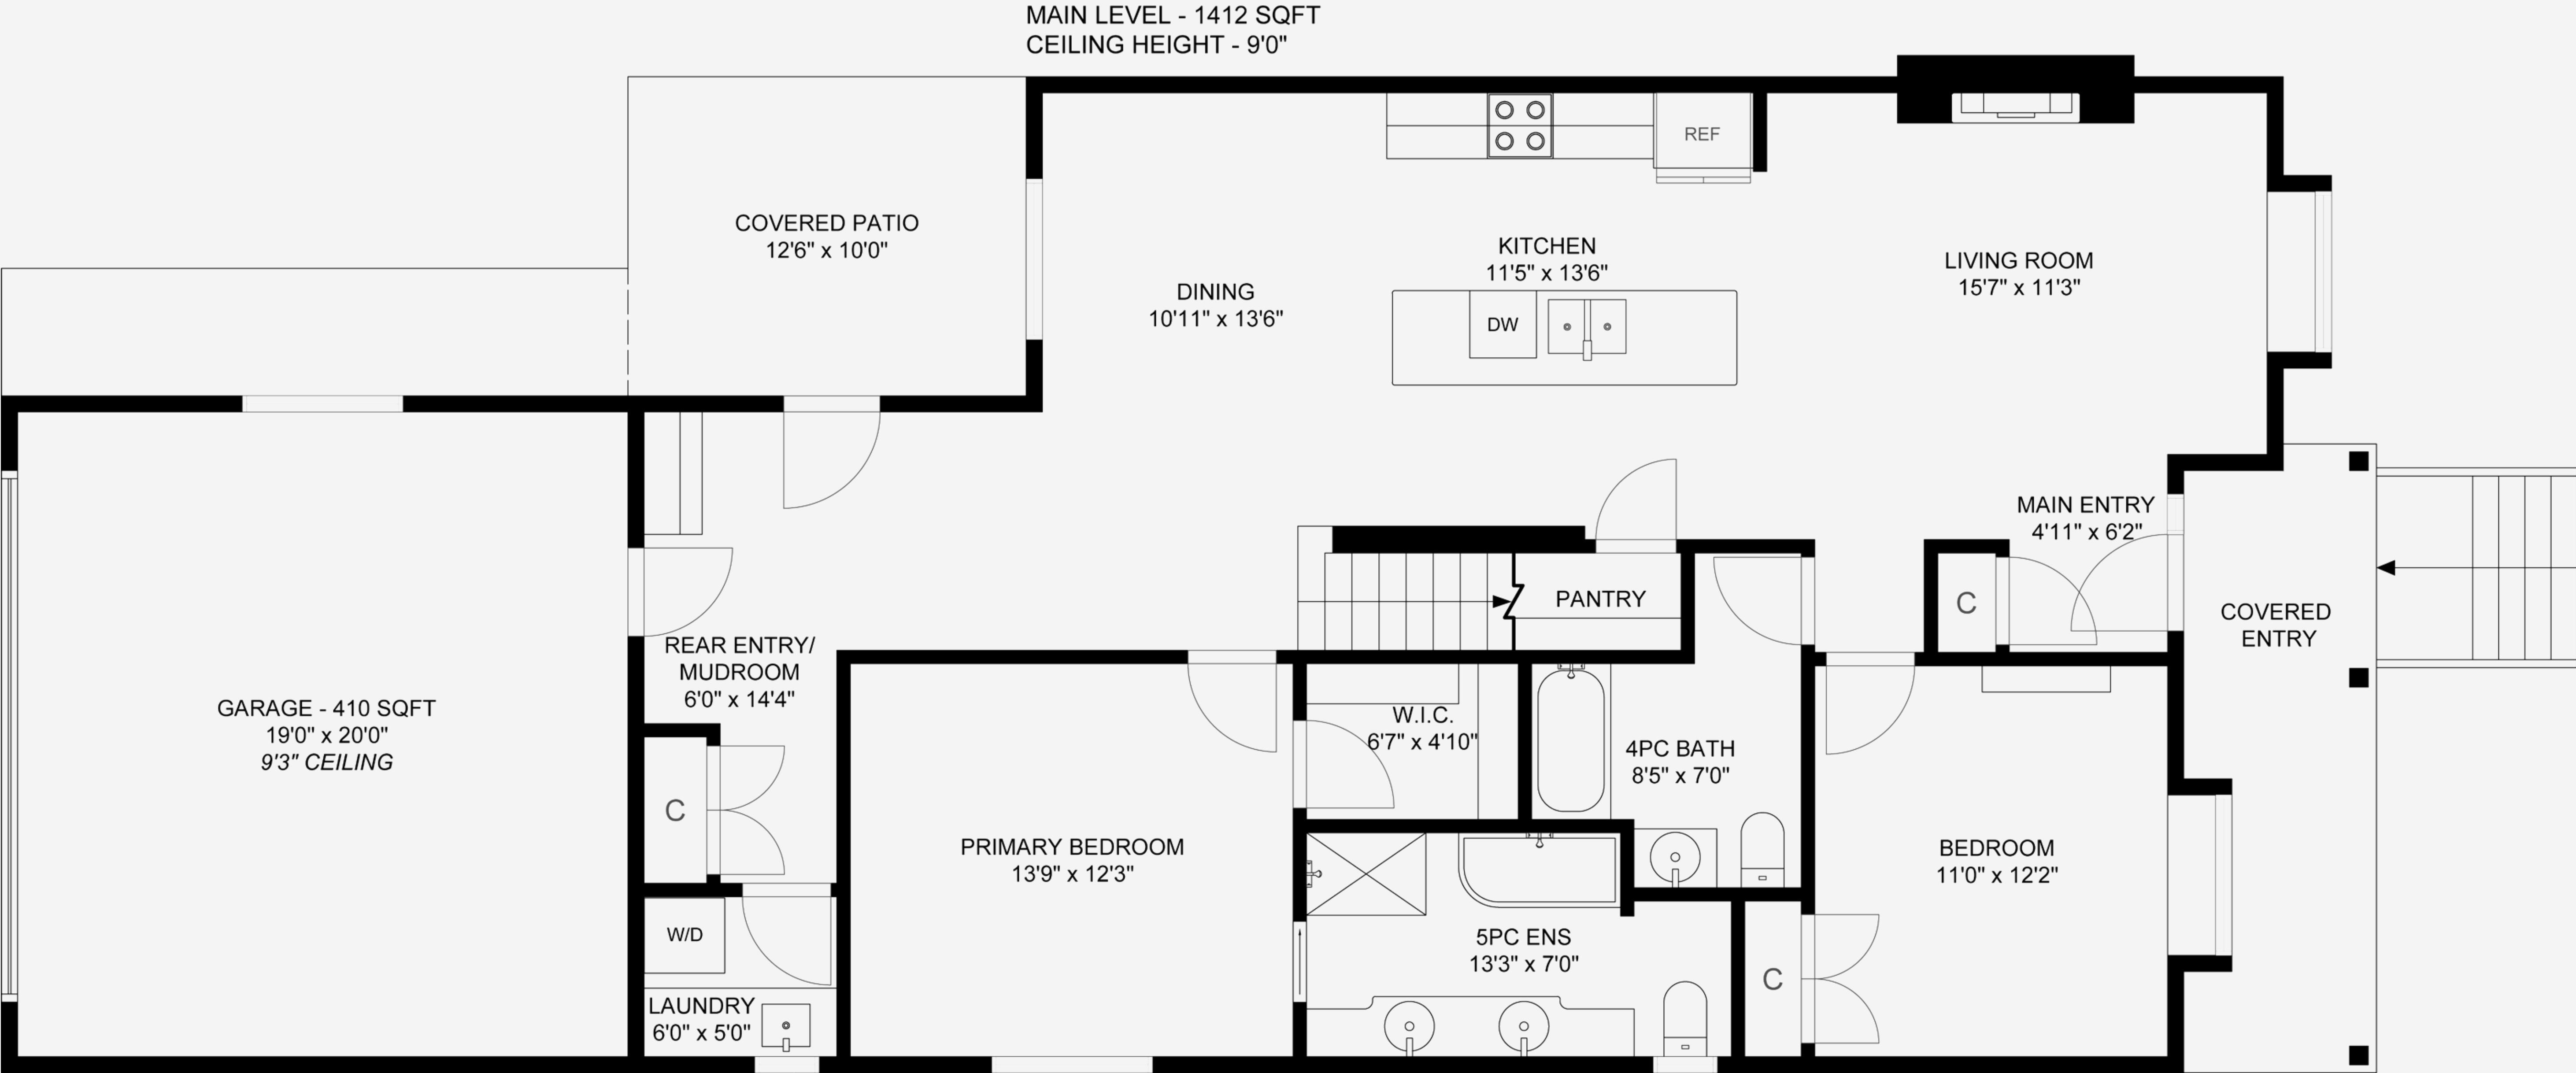 MAIN LEVEL - 1412 SQFT
CEILING HEIGHT - 9'0"
COVERED PATIO
12'6" x 10'0"
DINING
10'11" x 13'6"
REF
KITCHEN
11'5" x 13'6"
DW
LIVING ROOM
15'7" x 11'3"
MAIN ENTRY
4'11" x 6'2"
C
COVERED
ENTRY
PANTRY
REAR ENTRY/
MUDROOM
6'0" x 14'4"
GARAGE - 410 SQFT
19'0" x 20'0"
9'3" CEILING
C
W.I.C.
6'7" x 4'10"
4PC BATH
8'5" x 7'0"
PRIMARY BEDROOM
13'9" x 12'3"
BEDROOM
11'0" x 12'2"
W/D
5PC ENS
13'3" x 7'0"
C
LAUNDRY
6'0" x 5'0"